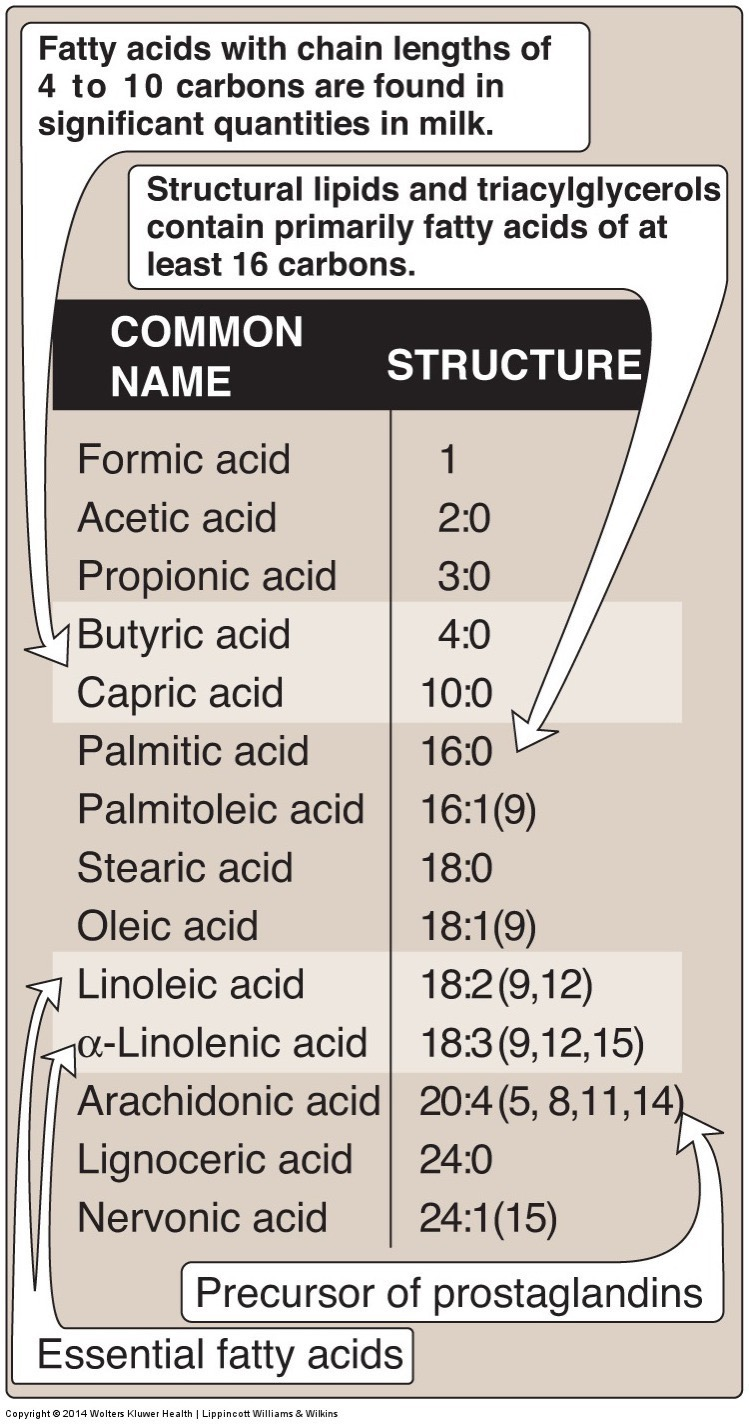 Fatty acids with chain lengths of
4 to 10 carbons are found in
significant quantities in milk.
Structural lipids and triacylglycerols
contain primarily fatty acids of at
least 16 carbons.
COMMON
NAME
STRUCTURE
Formic acid 1
Acetic acid 2:0
Propionic acid 3:0
Butyric acid 4:0
Capric acid 10:0
Palmitic acid 16:0
Palmitoleic acid 16:1(9)
Stearic acid 18:0
Oleic acid 18:1(9)
Linoleic acid 18:2(9,12)
α-Linolenic acid 18:3(9,12,15)
Arachidonic acid 20:4(5, 8,11,14)
Lignoceric acid 24:0
Nervonic acid 24:1(15)
Precursor of prostaglandins
Essential fatty acids
Copyright © 2014 Wolters Kluwer Health | Lippincott Williams & Wilkins